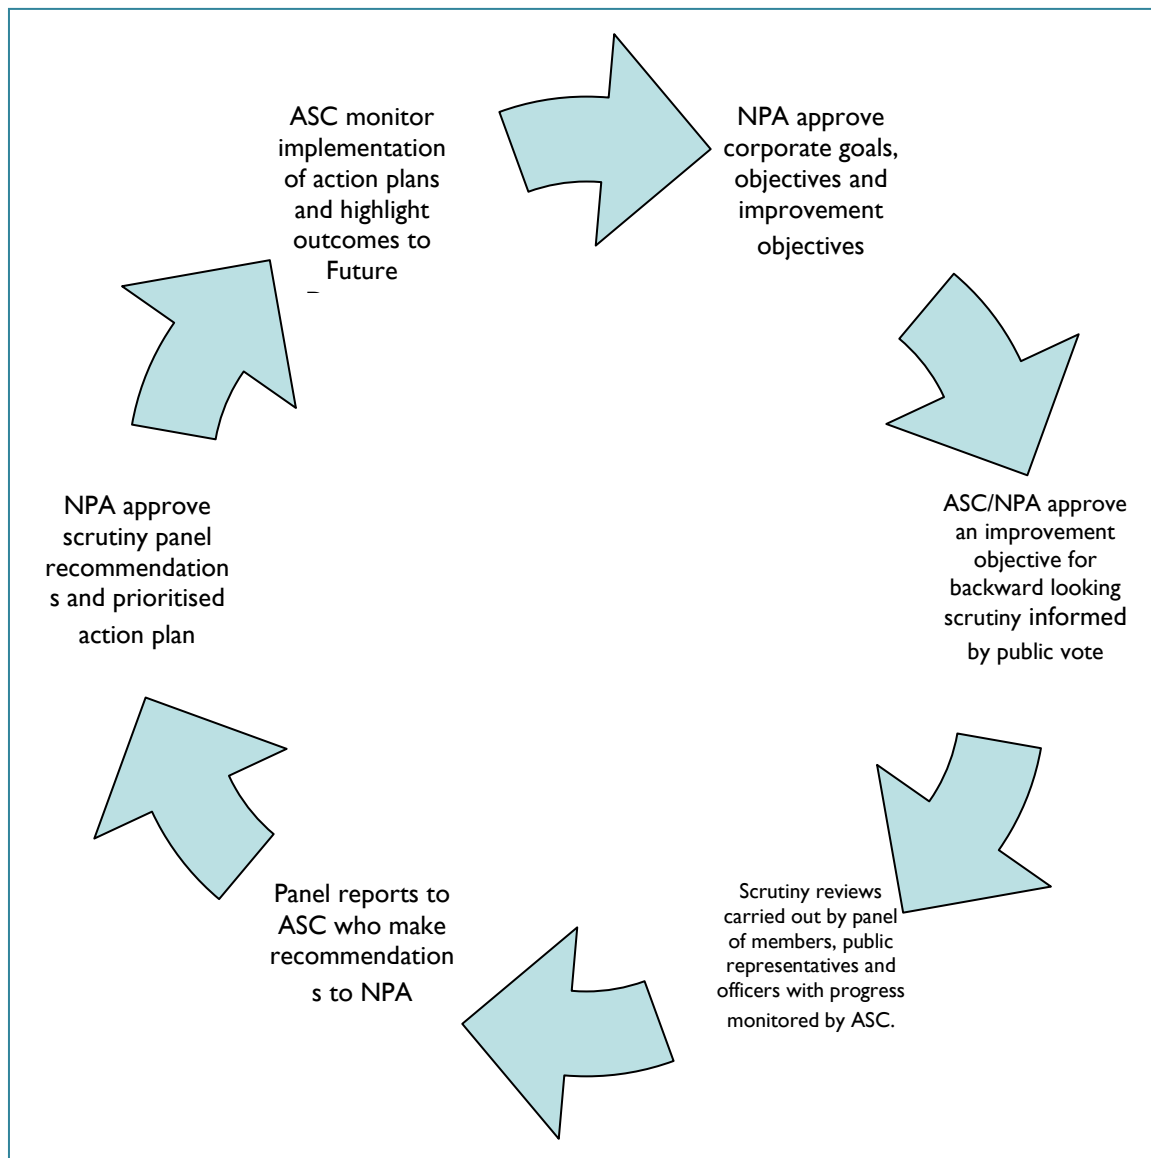 ASC monitor
implementation
of action plans
and highlight
outcomes to
Future
NPA approve
corporate goals,
objectives and
improvement
objectives
ASC/NPA approve
an improvement
objective for
backward looking
scrutiny informed
by public vote
Scrutiny reviews
carried out by panel
of members, public
representatives and
officers with progress
monitored by ASC.
Panel reports to
ASC who make
recommendation
s to NPA
NPA approve
scrutiny panel
recommendation
s and prioritised
action plan